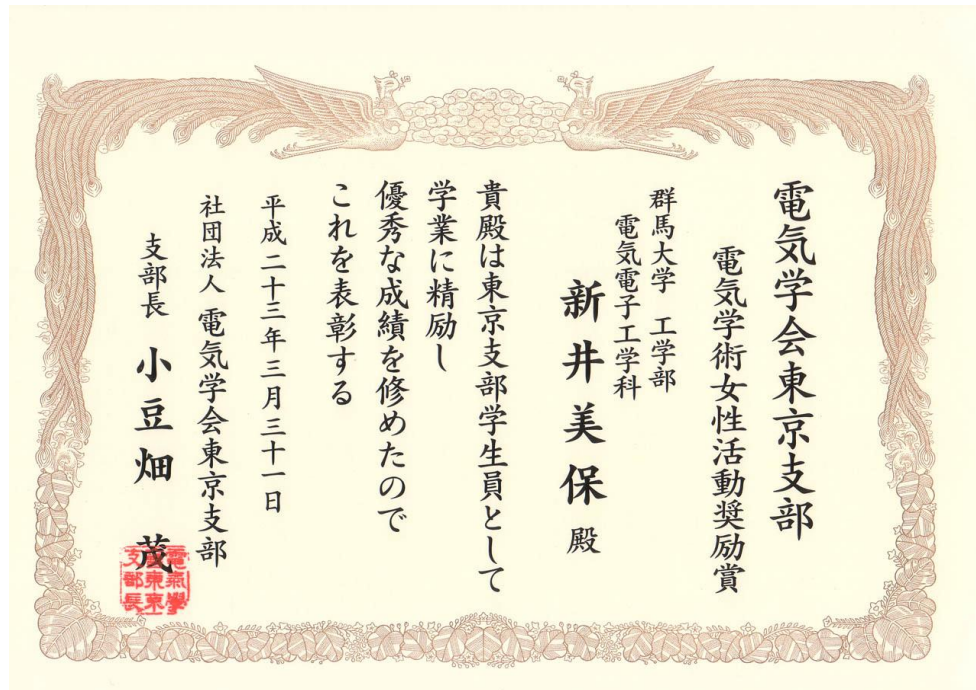 電気学会東京支部
電気学術女性活動奨励賞
群馬大学 工学部
電気電子工学科
新井美保 殿
貴殿は東京支部学生員として
学業に精励し
優秀な成績を修めたので
これを表彰する
平成二十三年三月三十一日
社団法人 電気学会東京支部
支部長 小豆畑 茂